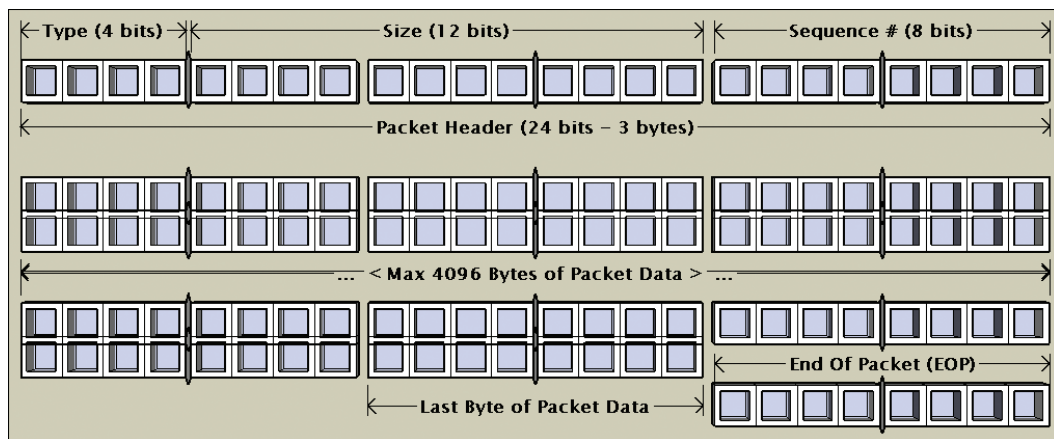 Type (4 bits) Size (12 bits) Sequence # (8 bits)
Packet Header (24 bits – 3 bytes)
... < Max 4096 Bytes of Packet Data > ...
End Of Packet (EOP)
Last Byte of Packet Data